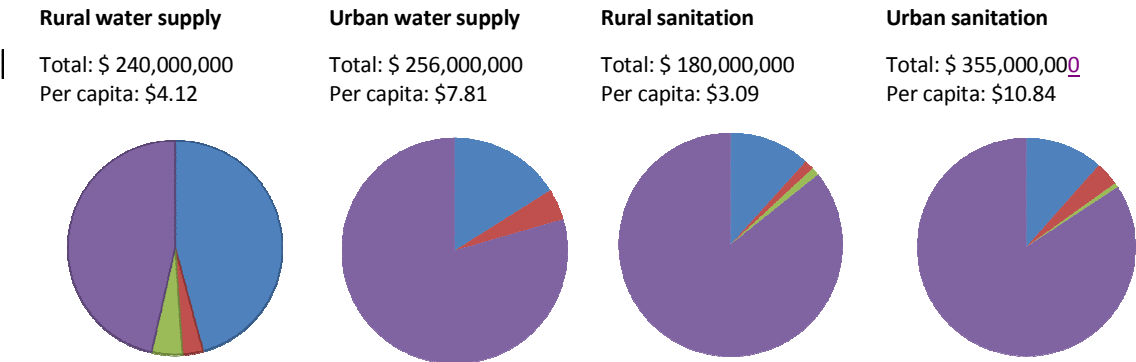 Rural water supply
Total: $ 240,000,000
Per capita: $4.12
Urban water supply
Total: $ 256,000,000
Per capita: $7.81
Rural sanitation
Total: $ 180,000,000
Per capita: $3.09
Urban sanitation
Total: $ 355,000,000
Per capita: $10.84